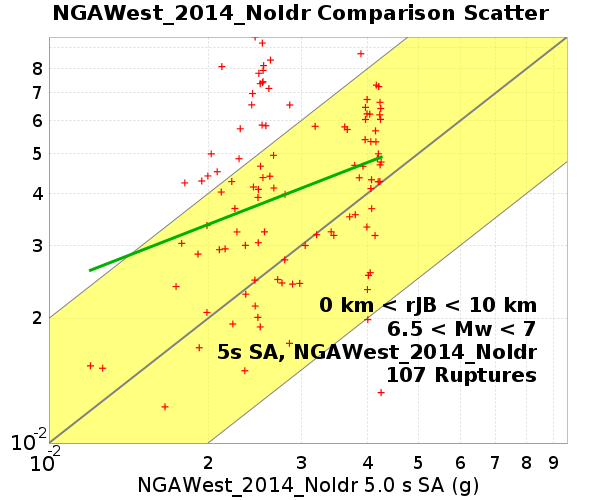 NGAWest_2014_NoIdr Comparison Scatter
8
7
6
5
4
3
2
10-2
0 km < rJB < 10 km
6.5 < Mw < 7
5s SA, NGAWest_2014_NoIdr
107 Ruptures
10-2 2 3 4 5 6 7 8 9
NGAWest_2014_NoIdr 5.0 s SA (g)